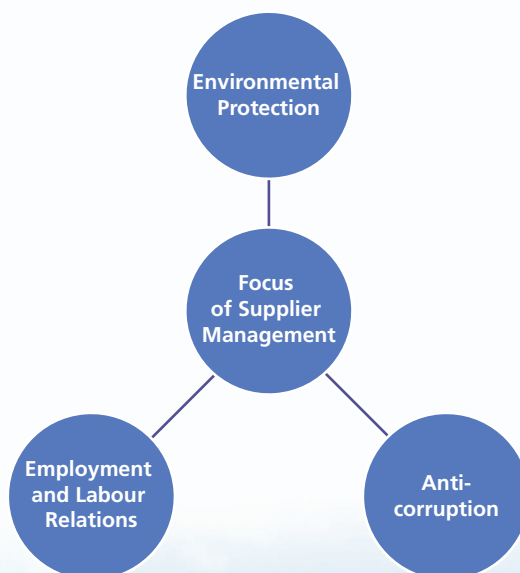 Environmental
Protection
Focus
of Supplier
Management
Employment
and Labour
Relations
Anti-
corruption